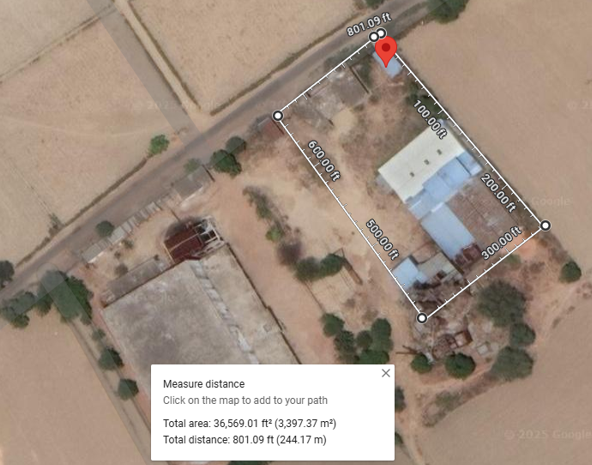 801.09 ft
100.00 ft
600.00 ft
200.00 ft
500.00 ft
300.00 ft
Measure distance
Click on the map to add to your path
Total area: 36,569.01 ft² (3,397.37 m²)
Total distance: 801.09 ft (244.17 m)
© 2025 Google